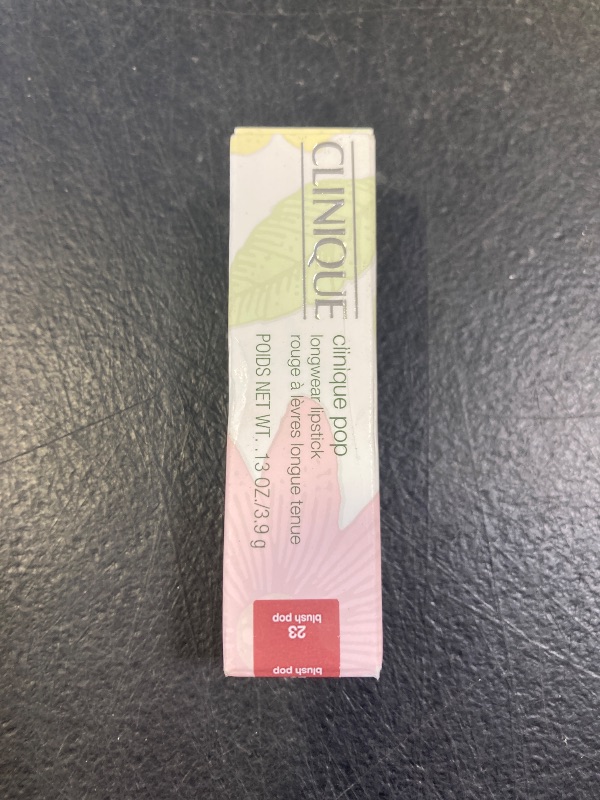 CLINIQUE
clinique pop
longwear lipstick
rouge à lèvres longue tenue
POIDS NET WT. .13 OZ./3.9 g
23
blush pop
blush pop